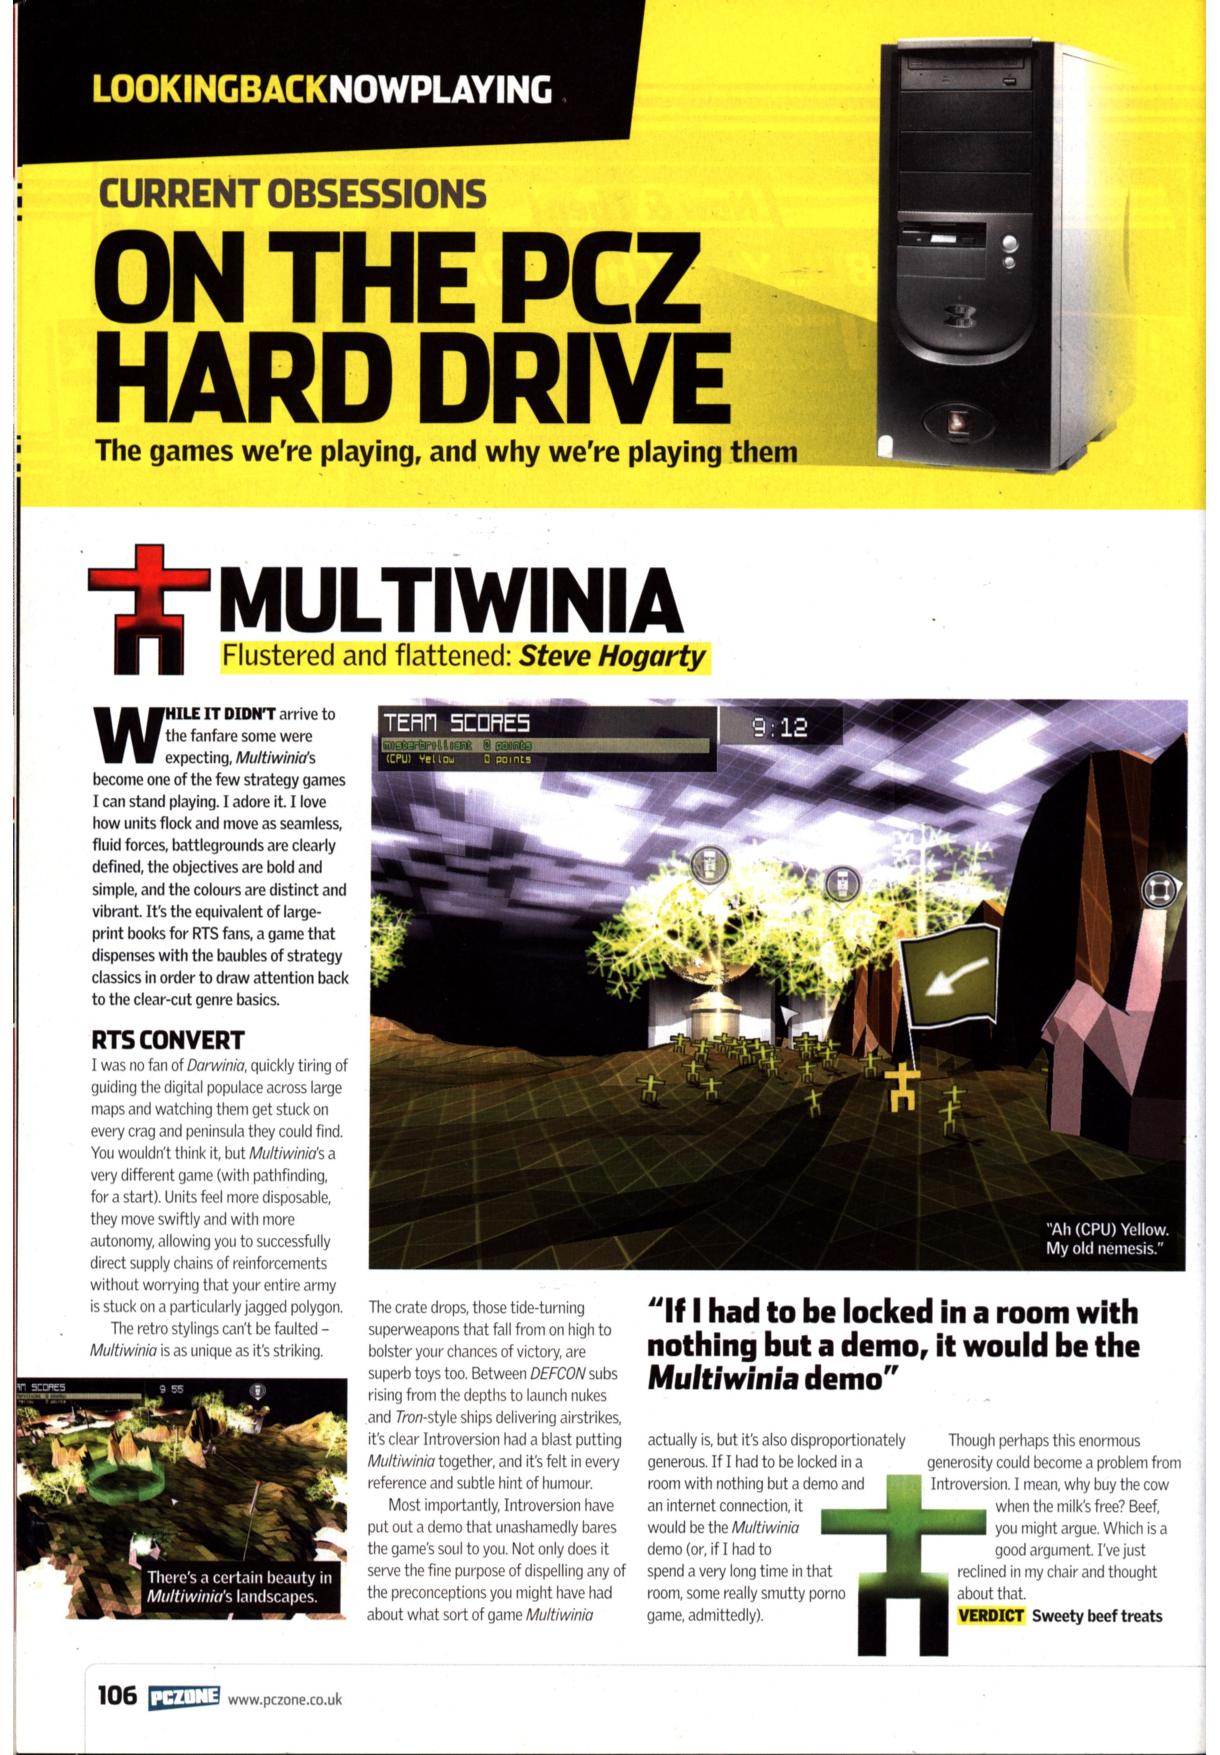 LOOKINGBACKNOWPLAYING
CURRENT OBSESSIONS
ON THE PCZ
HARD DRIVE
The games we're playing, and why we're playing them
MULTIWINIA
Flustered and flattened: Steve Hogarty
WHILE IT DIDN'T arrive to
the fanfare some were
expecting, Multiwinia's
become one of the few strategy games
I can stand playing. I adore it. I love
how units flock and move as seamless,
fluid forces, battlegrounds are clearly
defined, the objectives are bold and
simple, and the colours are distinct and
vibrant. It's the equivalent of large-
print books for RTS fans, a game that
dispenses with the baubles of strategy
classics in order to draw attention back
to the clear-cut genre basics.
RTS CONVERT
I was no fan of Darwinia, quickly tiring of
guiding the digital populace across large
maps and watching them get stuck on
every crag and peninsula they could find.
You wouldn't think it, but Multiwinia's a
very different game (with pathfinding,
for a start). Units feel more disposable,
they move swiftly and with more
autonomy, allowing you to successfully
direct supply chains of reinforcements
without worrying that your entire army
is stuck on a particularly jagged polygon.
The retro stylings can't be faulted –
Multiwinia is as unique as it's striking.
SCORES
9 55
There's a certain beauty in
Multiwinia's landscapes.
TEAM SCORES
9:12
misterbrilliant 0 points
(CPU) Yellow 0 points
"Ah (CPU) Yellow.
My old nemesis."
The crate drops, those tide-turning
superweapons that fall from on high to
bolster your chances of victory, are
superb toys too. Between DEFCON subs
rising from the depths to launch nukes
and Tron-style ships delivering airstrikes,
it's clear Introversion had a blast putting
Multiwinia together, and it's felt in every
reference and subtle hint of humour.
Most importantly, Introversion have
put out a demo that unashamedly bares
the game's soul to you. Not only does it
serve the fine purpose of dispelling any of
the preconceptions you might have had
about what sort of game Multiwinia
"If I had to be locked in a room with
nothing but a demo, it would be the
Multiwinia demo"
actually is, but it's also disproportionately
generous. If I had to be locked in a
room with nothing but a demo and
an internet connection, it
would be the Multiwinia
demo (or, if I had to
spend a very long time in that
room, some really smutty porno
game, admittedly).
Though perhaps this enormous
generosity could become a problem from
Introversion. I mean, why buy the cow
when the milk's free? Beef,
you might argue. Which is a
good argument. I've just
reclined in my chair and thought
about that.
VERDICT Sweety beef treats
106 PCZONE www.pczone.co.uk